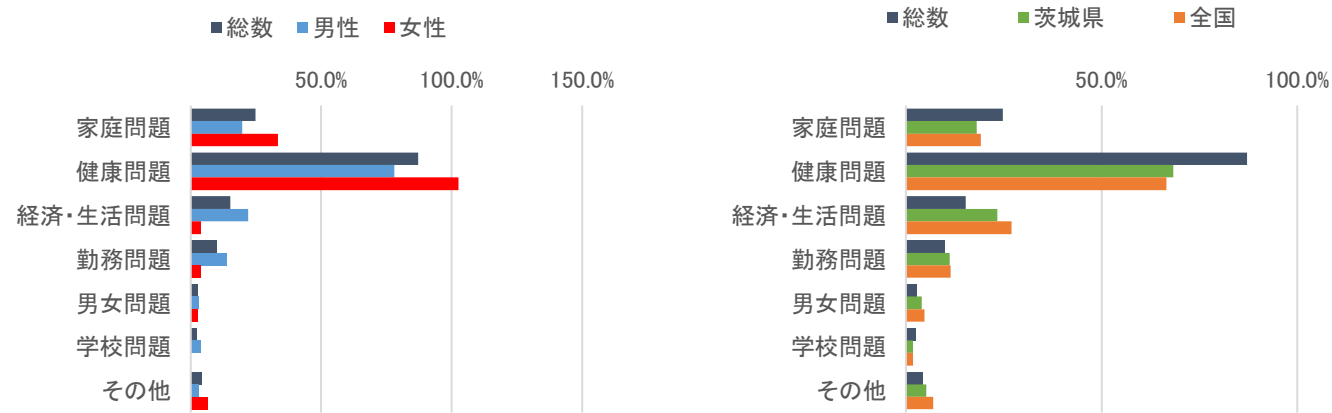 ■総数 ■男性 ■女性
50.0% 100.0% 150.0%
家庭問題
健康問題
経済・生活問題
勤務問題
男女問題
学校問題
その他
■総数 ■茨城県 ■全国
50.0% 100.0%
家庭問題
健康問題
経済・生活問題
勤務問題
男女問題
学校問題
その他